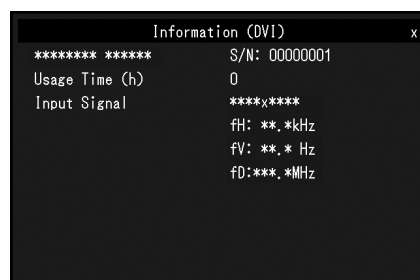 Information (DVI) x
******** ****** S/N: 00000001
Usage Time (h) 0
Input Signal ****x****
fH: **.*kHz
fV: **.* Hz
fD:***.*MHz